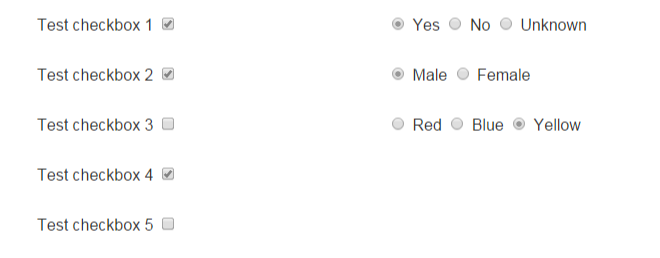 Test checkbox 1
Yes No Unknown
Test checkbox 2
Male Female
Test checkbox 3
Red Blue Yellow
Test checkbox 4
Test checkbox 5